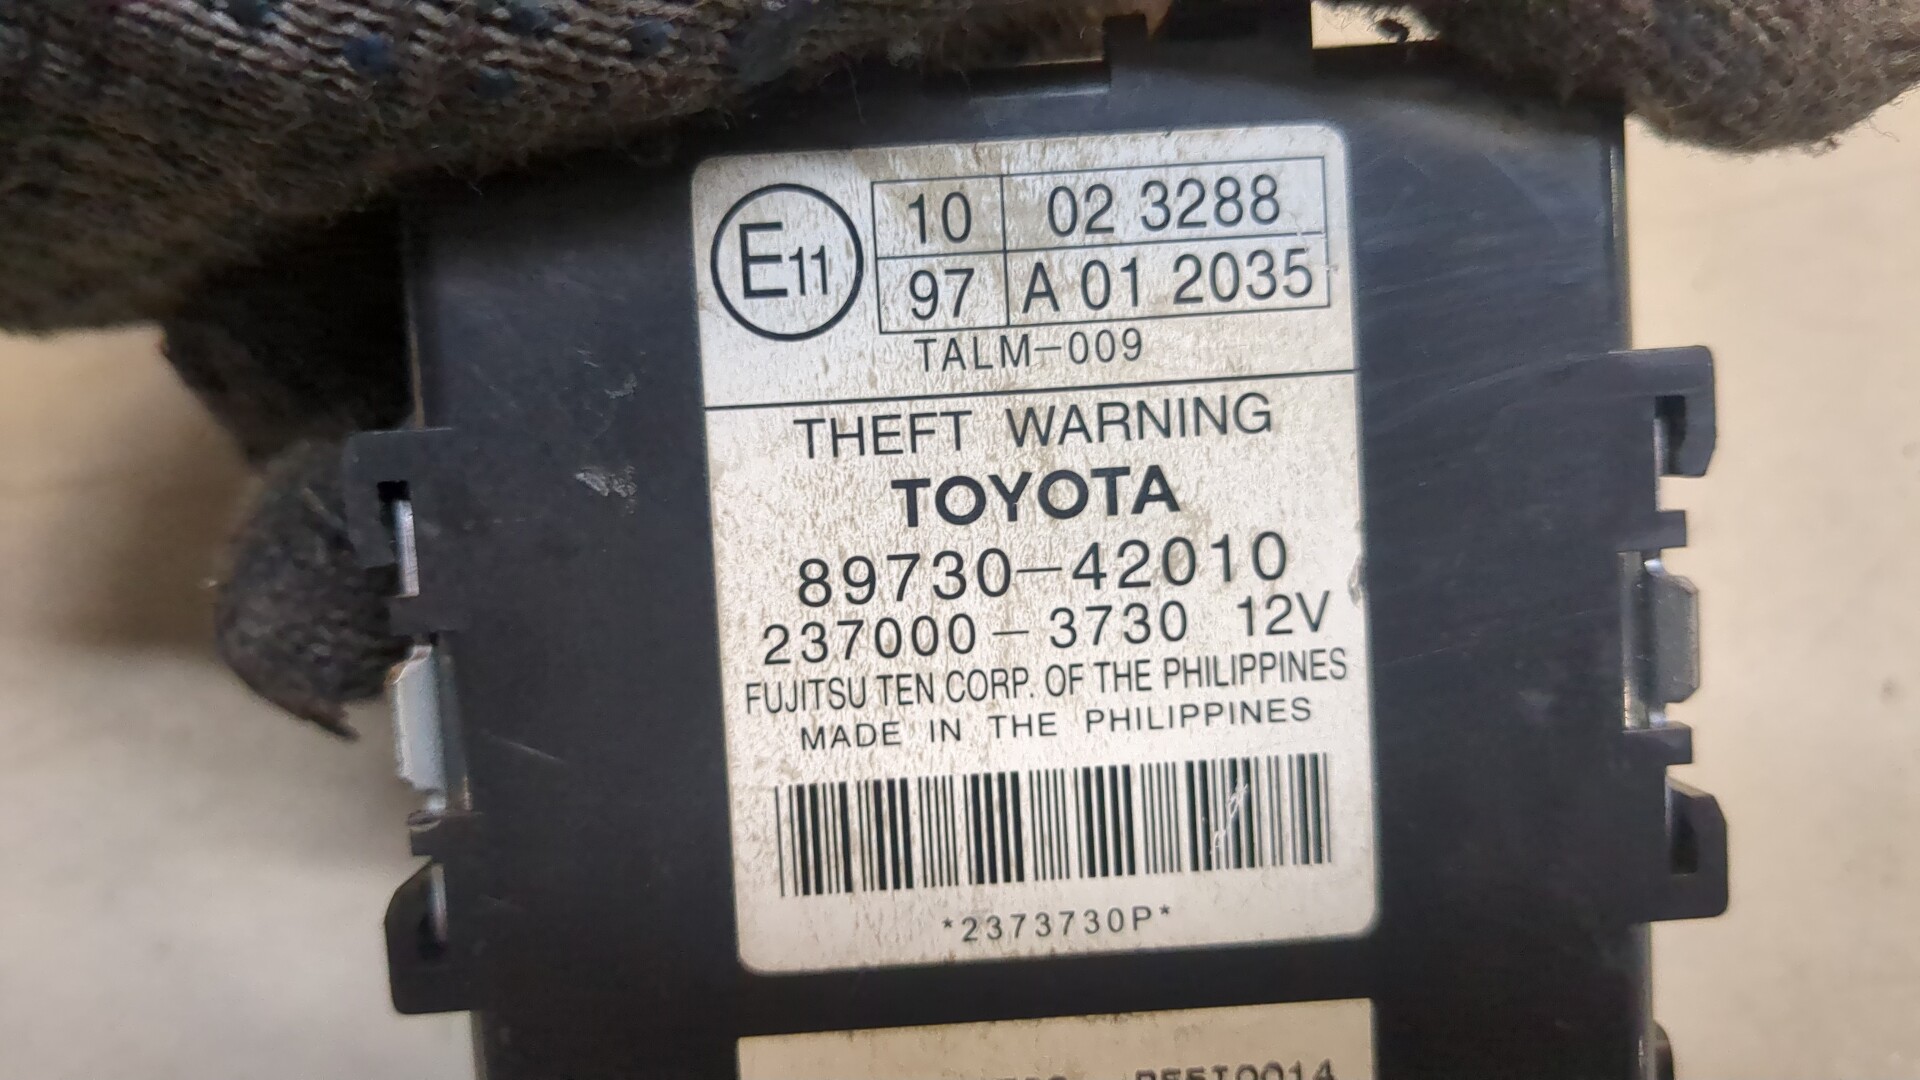 E11
10 02 3288
97 A 01 2035
TALM-009
THEFT WARNING
TOYOTA
89730-42010
237000-3730 12V
FUJITSU TEN CORP. OF THE PHILIPPINES
MADE IN THE PHILIPPINES
*2373730P*